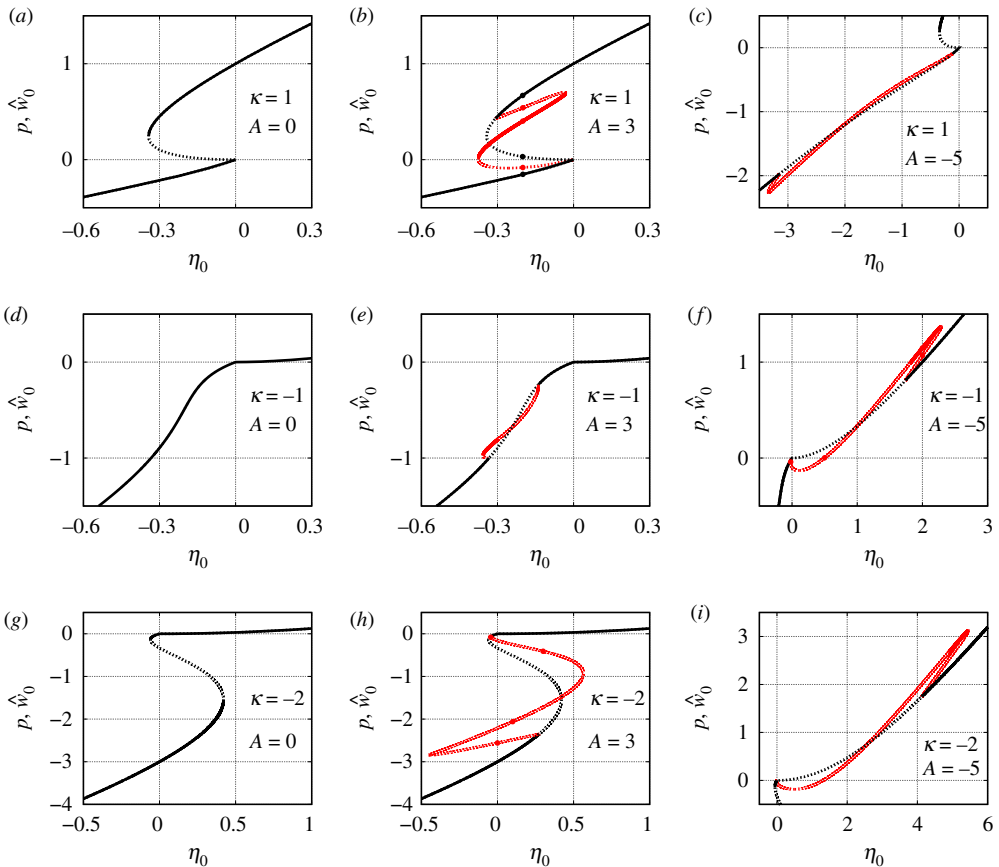 (a)
p, ŵ₀
1
0
–0.6
–0.3
0
0.3
η₀
κ = 1
A = 0
(b)
p, ŵ₀
1
0
–0.6
–0.3
0
0.3
η₀
κ = 1
A = 3
(c)
p, ŵ₀
0
–1
–2
–3
–2
–1
0
η₀
κ = 1
A = –5
(d)
p, ŵ₀
0
–1
–0.6
–0.3
0
0.3
η₀
κ = –1
A = 0
(e)
p, ŵ₀
0
–1
–0.6
–0.3
0
0.3
η₀
κ = –1
A = 3
(f)
p, ŵ₀
1
0
0
1
2
3
η₀
κ = –1
A = –5
(g)
p, ŵ₀
0
–1
–2
–3
–4
–0.5
0
0.5
1
η₀
κ = –2
A = 0
(h)
p, ŵ₀
0
–1
–2
–3
–4
–0.5
0
0.5
1
η₀
κ = –2
A = 3
(i)
p, ŵ₀
3
2
1
0
0
2
4
6
η₀
κ = –2
A = –5